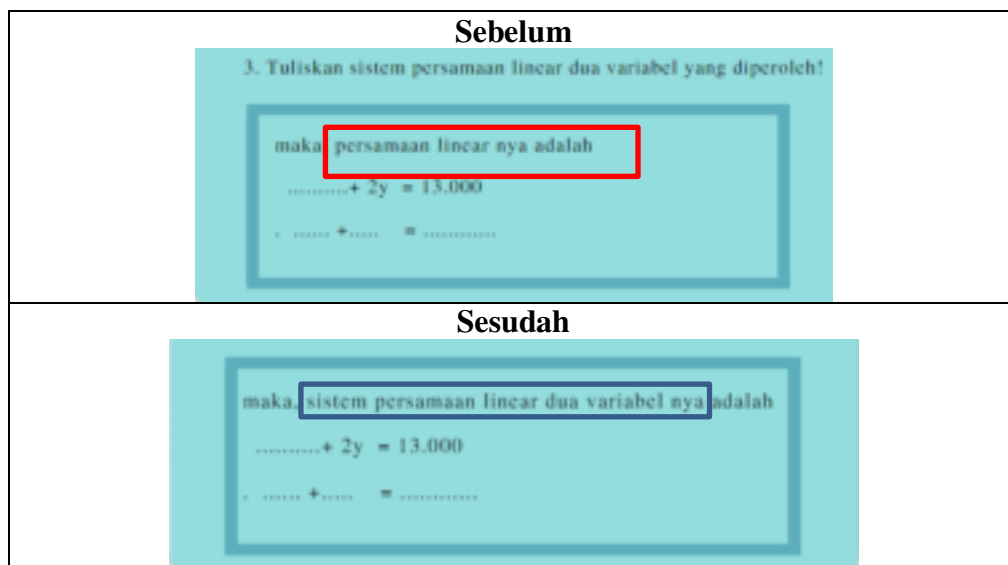 Sebelum
3. Tuliskan sistem persamaan linear dua variabel yang diperoleh!
maka, persamaan linear nya adalah
..........+ 2y = 13.000
. ...... +..... = ............
Sesudah
maka, sistem persamaan linear dua variabel nya adalah
..........+ 2y = 13.000
. ...... +..... = ............